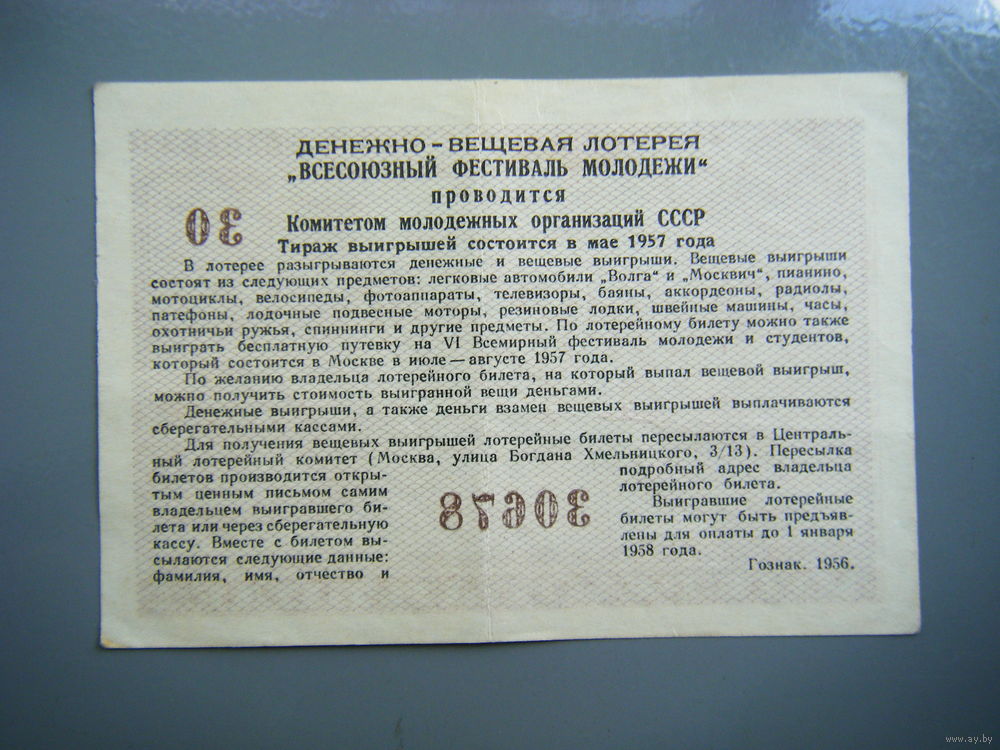 ДЕНЕЖНО - ВЕЩЕВАЯ ЛОТЕРЕЯ
„ВСЕСОЮЗНЫЙ ФЕСТИВАЛЬ МОЛОДЕЖИ“
проводится
30
Комитетом молодежных организаций СССР
Тираж выигрышей состоится в мае 1957 года
В лотерее разыгрываются денежные и вещевые выигрыши. Вещевые выигрыши
состоят из следующих предметов: легковые автомобили „Волга“ и „Москвич“, пианино,
мотоциклы, велосипеды, фотоаппараты, телевизоры, баяны, аккордеоны, радиолы,
патефоны, лодочные подвесные моторы, резиновые лодки, швейные машины, часы,
охотничьи ружья, спиннинги и другие предметы. По лотерейному билету можно также
выиграть бесплатную путевку на VI Всемирный фестиваль молодежи и студентов,
который состоится в Москве в июле — августе 1957 года.
По желанию владельца лотерейного билета, на который выпал вещевой выигрыш,
можно получить стоимость выигранной вещи деньгами.
Денежные выигрыши, а также деньги взамен вещевых выигрышей выплачиваются
сберегательными кассами.
Для получения вещевых выигрышей лотерейные билеты пересылаются в Централь-
ный лотерейный комитет (Москва, улица Богдана Хмельницкого, 3/13). Пересылка
билетов производится откры-
тым ценным письмом самим
владельцем выигравшего би-
лета или через сберегательную
кассу. Вместе с билетом вы-
сылаются следующие данные:
фамилия, имя, отчество и
подробный адрес владельца
лотерейного билета.
Выигравшие лотерейные
билеты могут быть предъяв-
лены для оплаты до 1 января
1958 года.
Гознак. 1956.
www.ay.by